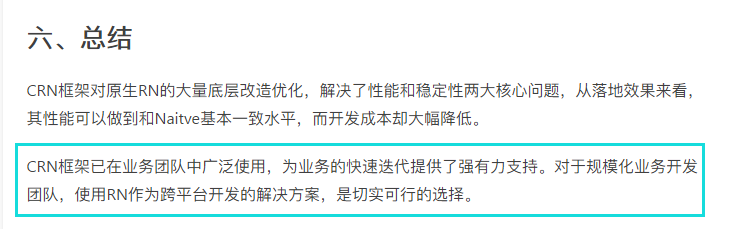 六、总结
CRN框架对原生RN的大量底层改造优化，解决了性能和稳定性两大核心问题，从落地效果来看，
其性能可以做到和Naitve基本一致水平，而开发成本却大幅降低。
CRN框架已在业务团队中广泛使用，为业务的快速迭代提供了强有力支持。对于规模化业务开发
团队，使用RN作为跨平台开发的解决方案，是切实可行的选择。